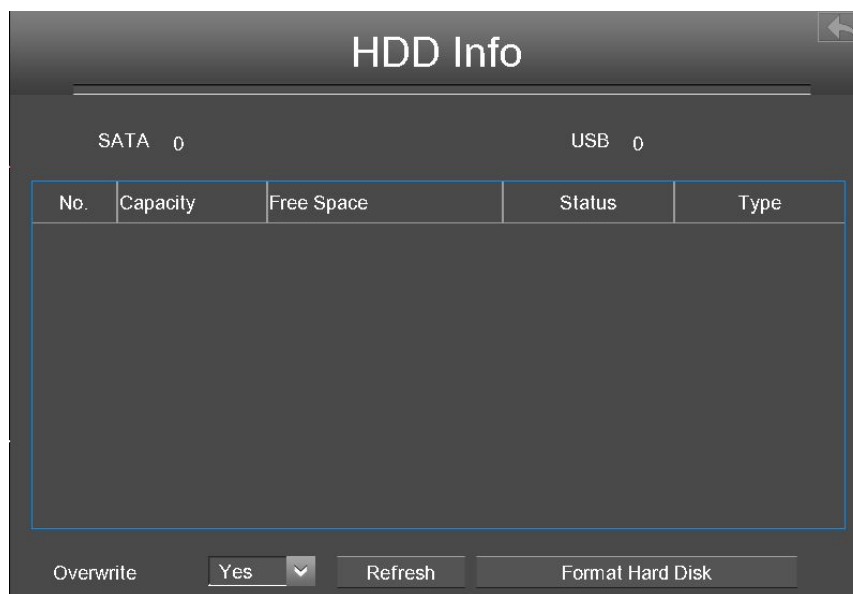 HDD Info
SATA 0 USB 0
No. Capacity Free Space Status Type
Overwrite Yes Refresh Format Hard Disk